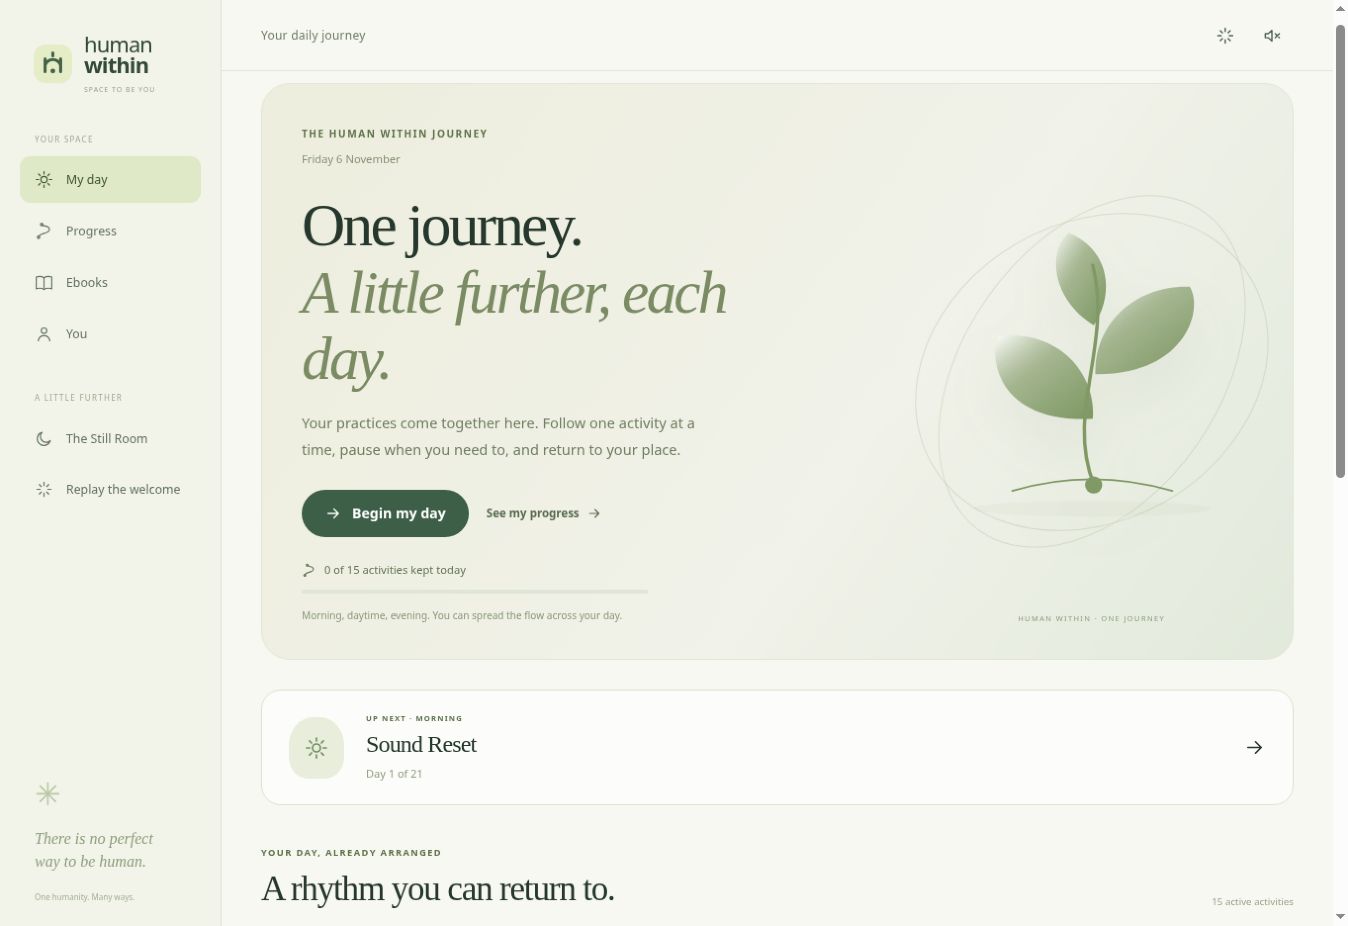 human
within
SPACE TO BE YOU
YOUR SPACE
My day
Progress
Ebooks
You
A LITTLE FURTHER
The Still Room
Replay the welcome
There is no perfect
way to be human.
One humanity. Many ways.
Your daily journey
THE HUMAN WITHIN JOURNEY
Friday 6 November
One journey.
A little further, each
day.
Your practices come together here. Follow one activity at a
time, pause when you need to, and return to your place.
Begin my day
See my progress
0 of 15 activities kept today
Morning, daytime, evening. You can spread the flow across your day.
HUMAN WITHIN · ONE JOURNEY
UP NEXT · MORNING
Sound Reset
Day 1 of 21
YOUR DAY, ALREADY ARRANGED
A rhythm you can return to.
15 active activities